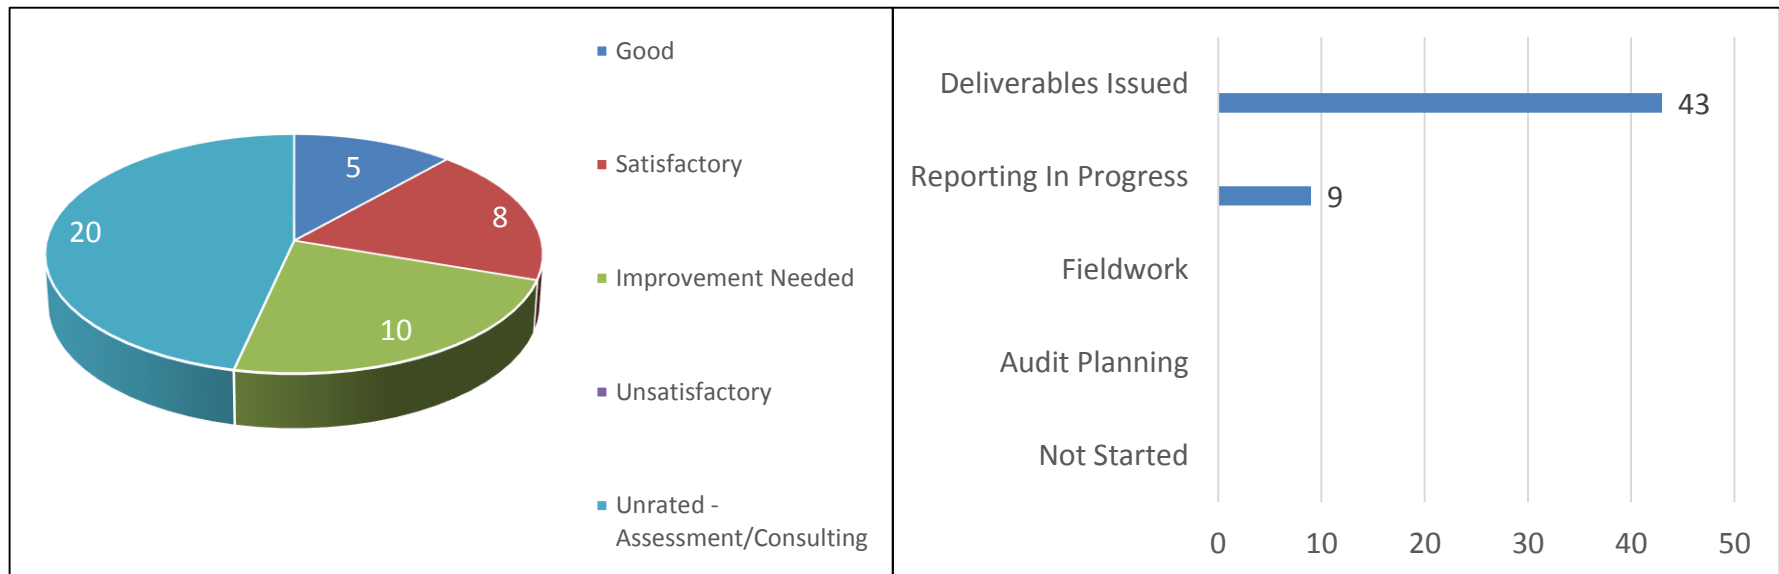 5
8
10
20
Good
Satisfactory
Improvement Needed
Unsatisfactory
Unrated -
Assessment/Consulting
Deliverables Issued
43
Reporting In Progress
9
Fieldwork
Audit Planning
Not Started
0 10 20 30 40 50